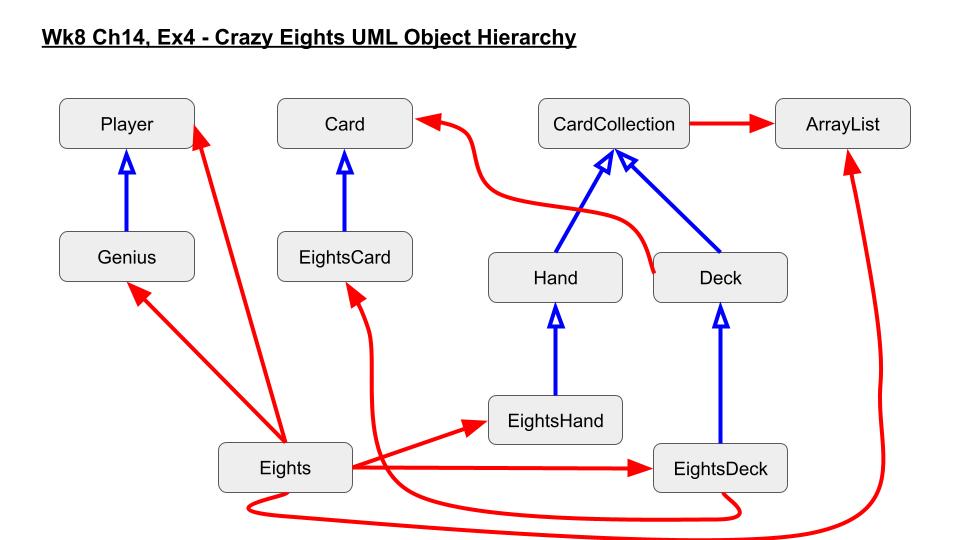 Wk8 Ch14, Ex4 - Crazy Eights UML Object Hierarchy
Player
Card
CardCollection
ArrayList
Genius
EightsCard
Hand
Deck
EightsHand
Eights
EightsDeck